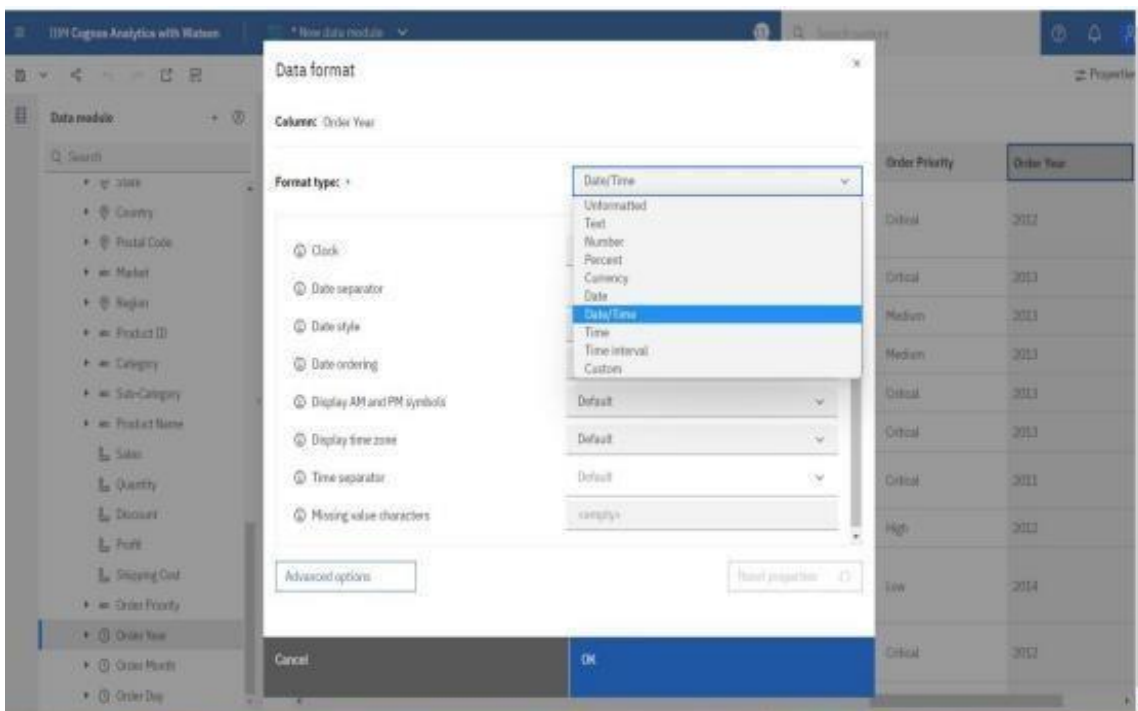 IBM Cognos Analytics with Watson
* New data module
Search content
Properties
Data module
Search
State
Country
Postal Code
Market
Region
Product ID
Category
Sub-Category
Product Name
Sales
Quantity
Discount
Profit
Shipping Cost
Order Priority
Order Year
Order Month
Order Day
Data format
Column: Order Year
Format type: *
Date/Time
Unformatted
Text
Number
Percent
Currency
Date
Date/Time
Time
Time interval
Custom
Clock
Date separator
Date style
Date ordering
Display AM and PM symbols
Default
Display time zone
Default
Time separator
Default
Missing value characters
<empty>
Advanced options
Reset properties
Cancel
OK
Order Priority
Order Year
Critical
2012
Critical
2013
Medium
2013
Medium
2013
Critical
2013
Critical
2013
Critical
2011
High
2012
Low
2014
Critical
2012